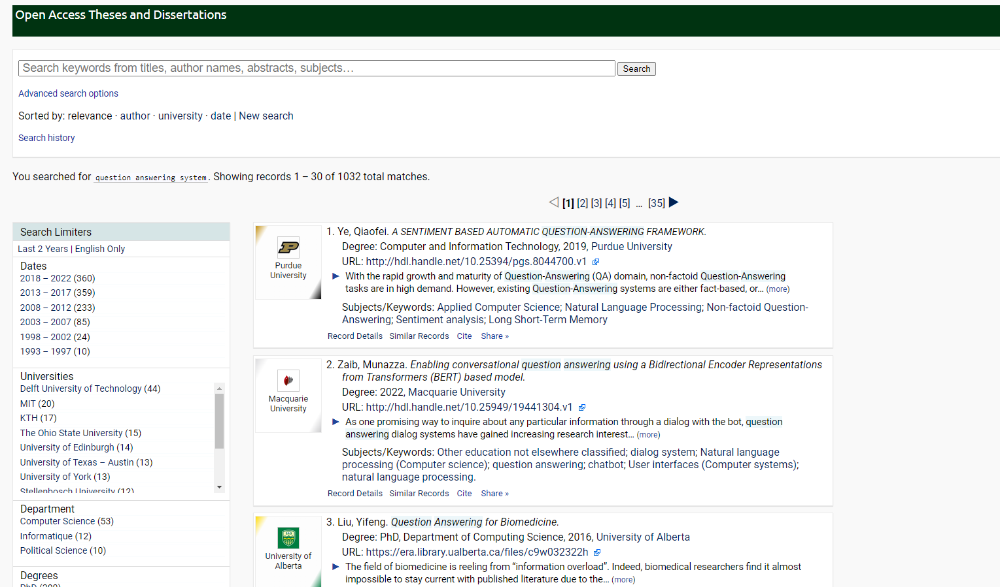 Open Access Theses and Dissertations
Search keywords from titles, author names, abstracts, subjects…
Search
Advanced search options
Sorted by: relevance · author · university · date | New search
Search history
You searched for question answering system. Showing records 1 – 30 of 1032 total matches.
[1] [2] [3] [4] [5] … [35]
Search Limiters
Last 2 Years | English Only
Dates
2018 – 2022 (360)
2013 – 2017 (359)
2008 – 2012 (233)
2003 – 2007 (85)
1998 – 2002 (24)
1993 – 1997 (10)
Universities
Delft University of Technology (44)
MIT (20)
KTH (17)
The Ohio State University (15)
University of Edinburgh (14)
University of Texas – Austin (13)
University of York (13)
Stellenbosch University (12)
Department
Computer Science (53)
Informatique (12)
Political Science (10)
Degrees
Purdue
University
1. Ye, Qiaofei. A SENTIMENT BASED AUTOMATIC QUESTION-ANSWERING FRAMEWORK.
Degree: Computer and Information Technology, 2019, Purdue University
URL: http://hdl.handle.net/10.25394/pgs.8044700.v1
► With the rapid growth and maturity of Question-Answering (QA) domain, non-factoid Question-Answering
tasks are in high demand. However, existing Question-Answering systems are either fact-based, or… (more)
Subjects/Keywords: Applied Computer Science; Natural Language Processing; Non-factoid Question-
Answering; Sentiment analysis; Long Short-Term Memory
Record Details Similar Records Cite Share »
Macquarie
University
2. Zaib, Munazza. Enabling conversational question answering using a Bidirectional Encoder Representations
from Transformers (BERT) based model.
Degree: 2022, Macquarie University
URL: http://hdl.handle.net/10.25949/19441304.v1
► As one promising way to inquire about any particular information through a dialog with the bot, question
answering dialog systems have gained increasing research interest… (more)
Subjects/Keywords: Other education not elsewhere classified; dialog system; Natural language
processing (Computer science); question answering; chatbot; User interfaces (Computer systems);
natural language processing.
Record Details Similar Records Cite Share »
University of
Alberta
3. Liu, Yifeng. Question Answering for Biomedicine.
Degree: PhD, Department of Computing Science, 2016, University of Alberta
URL: https://era.library.ualberta.ca/files/c9w032322h
► The field of biomedicine is reeling from “information overload”. Indeed, biomedical researchers find it almost
impossible to stay current with published literature due to the… (more)